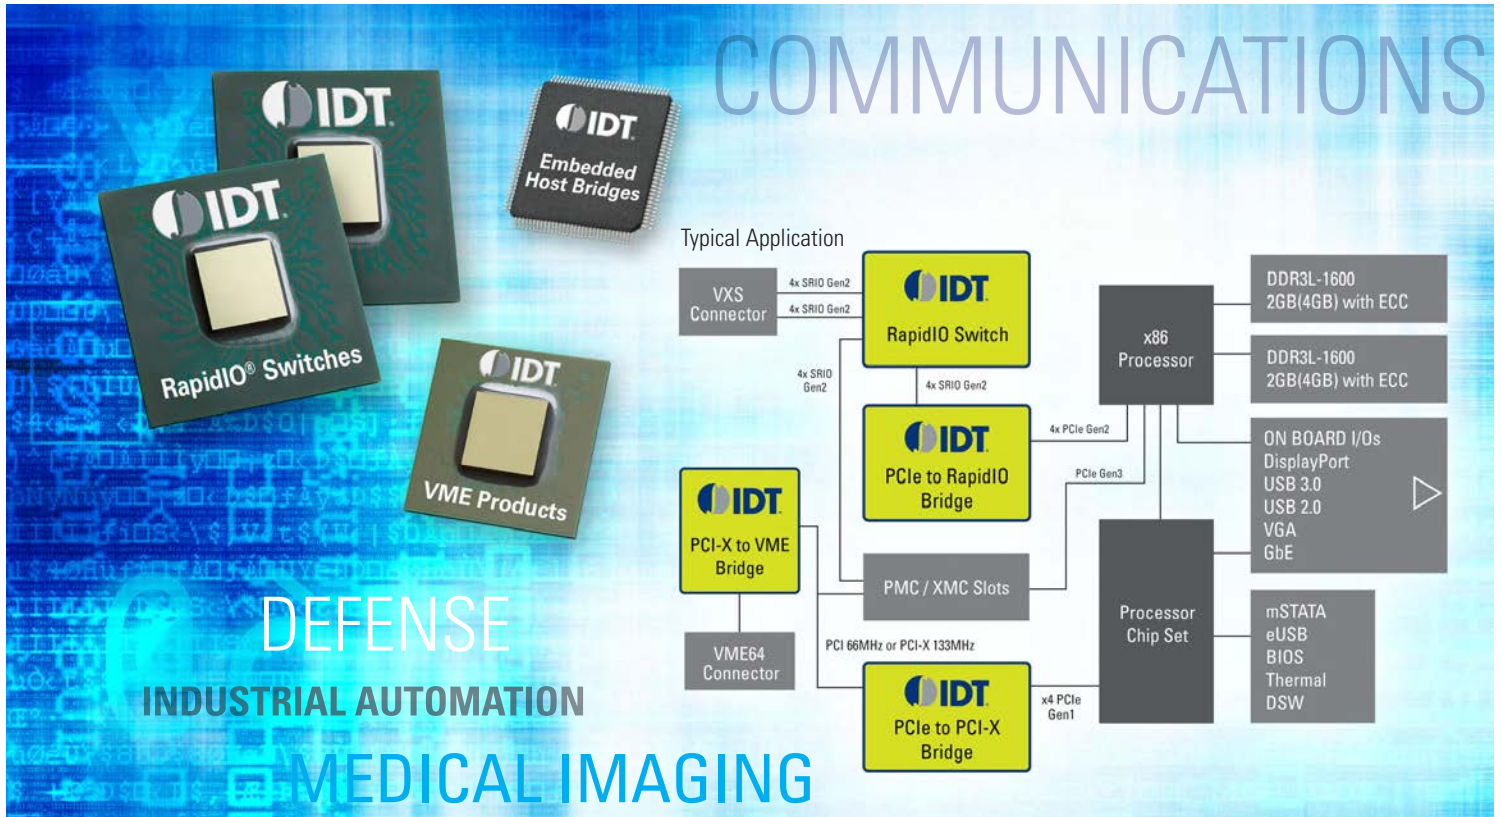 COMMUNICATIONS
IDT
IDT
RapidIO® Switches
IDT
Embedded
Host Bridges
IDT
VME Products
DEFENSE
INDUSTRIAL AUTOMATION
MEDICAL IMAGING
Typical Application
VXS
Connector
4x SRIO Gen2
4x SRIO Gen2
IDT
RapidIO Switch
4x SRIO
Gen2
4x SRIO Gen2
IDT
PCIe to RapidIO
Bridge
4x PCIe Gen2
PCIe Gen3
x86
Processor
DDR3L-1600
2GB(4GB) with ECC
DDR3L-1600
2GB(4GB) with ECC
ON BOARD I/Os
DisplayPort
USB 3.0
USB 2.0
VGA
GbE
IDT
PCI-X to VME
Bridge
PMC / XMC Slots
VME64
Connector
PCI 66MHz or PCI-X 133MHz
IDT
PCIe to PCI-X
Bridge
x4 PCIe
Gen1
Processor
Chip Set
mSTATA
eUSB
BIOS
Thermal
DSW